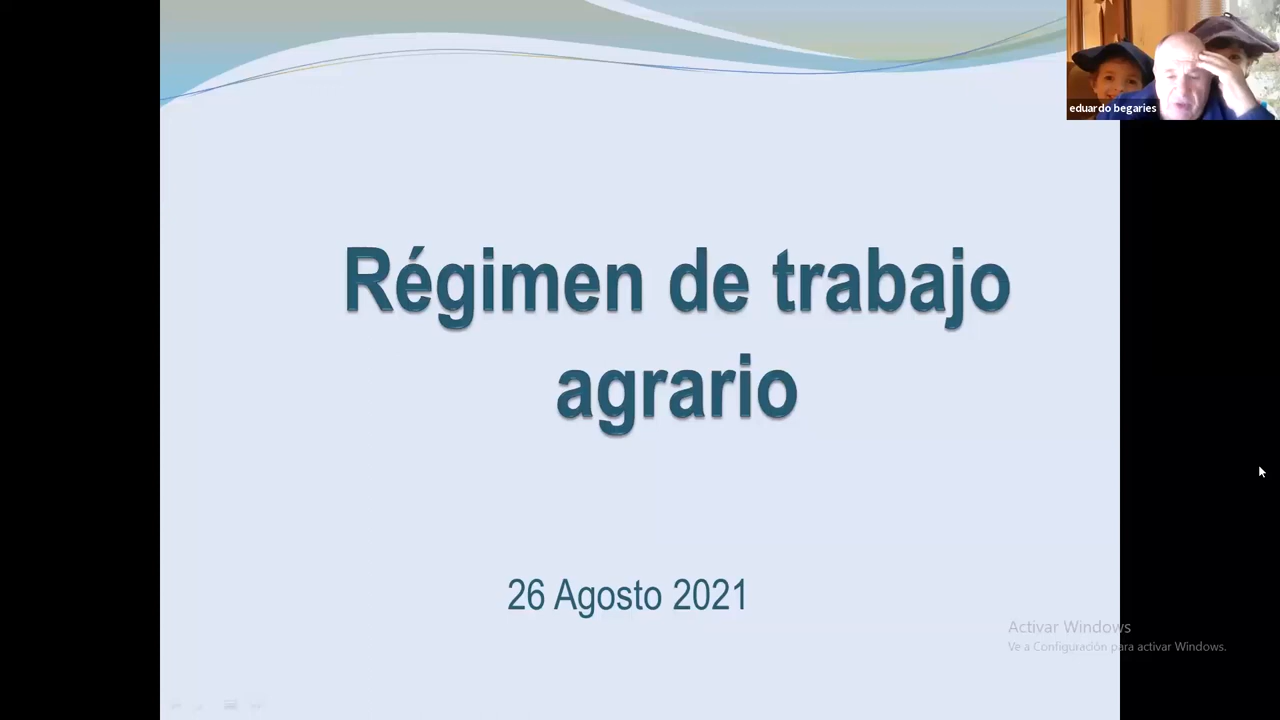 eduardo begaries
Régimen de trabajo
agrario
26 Agosto 2021
Activar Windows
Ve a Configuración para activar Windows.